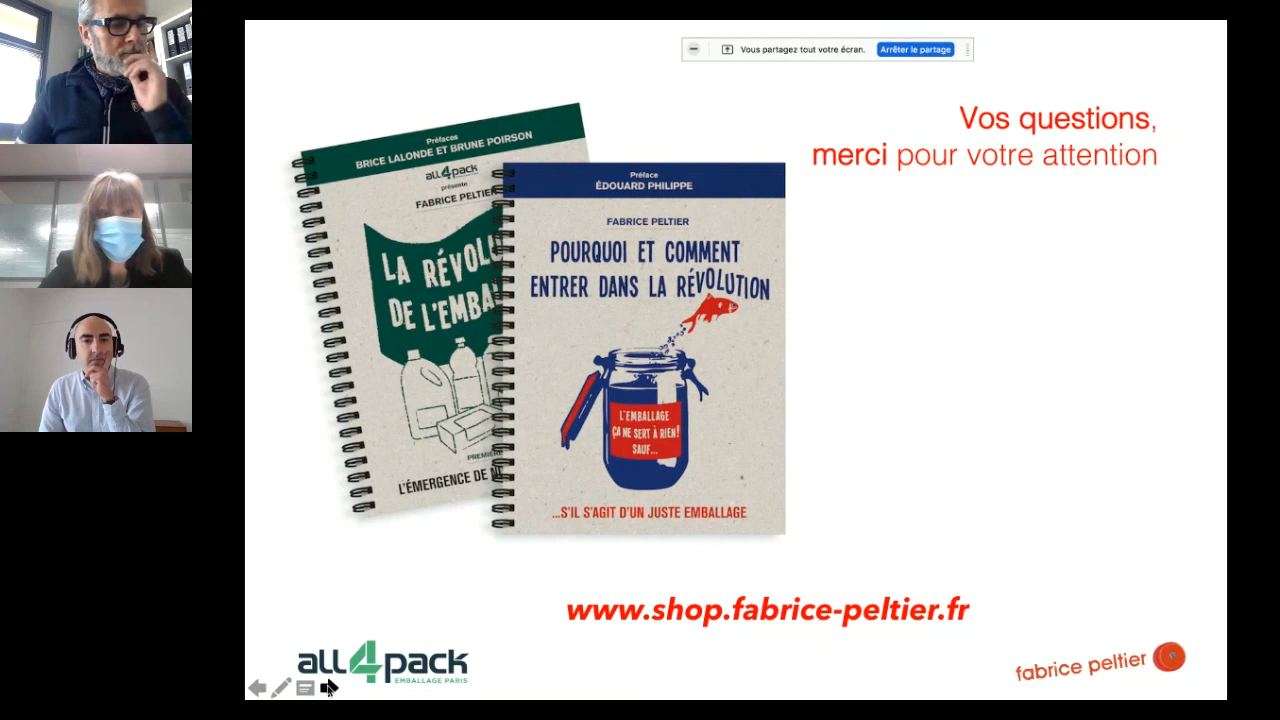 Vous partagez tout votre écran. Arrêter le partage
Vos questions,
merci pour votre attention
Préfaces
BRICE LALONDE ET BRUNE POIRSON
all4pack
présente
FABRICE PELTIER
LA RÉVOLU
DE L'EMBA
PREMIÈRE
L'ÉMERGENCE DE
Préface
ÉDOUARD PHILIPPE
FABRICE PELTIER
POURQUOI ET COMMENT
ENTRER DANS LA RÉVOLUTION
L'EMBALLAGE
ÇA NE SERT À RIEN!
SAUF...
...S'IL S'AGIT D'UN JUSTE EMBALLAGE
www.shop.fabrice-peltier.fr
all4pack
EMBALLAGE PARIS
fabrice peltier